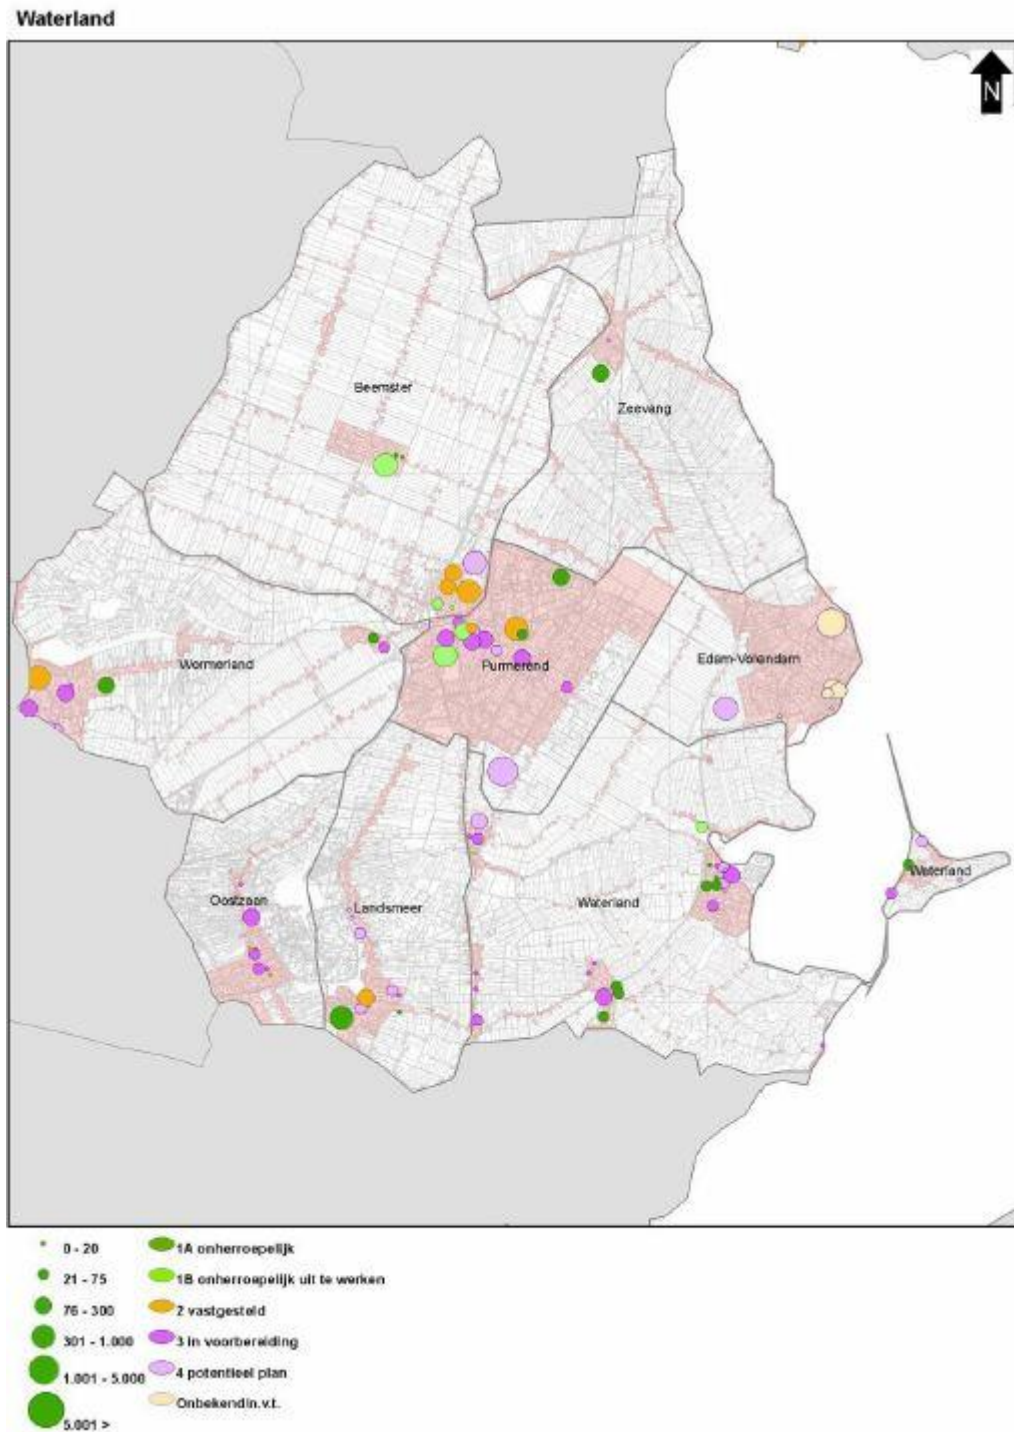 Waterland
N
Beemster
Zeevang
Wormerland
Purmerend
Edam-Volendam
Oostzaan
Landsmeer
Waterland
Waterland
0 - 20
1A onherroepelijk
21 - 75
1B onherroepelijk uit te werken
76 - 300
2 vastgesteld
301 - 1.000
3 in voorbereiding
1.001 - 5.000
4 potentieel plan
5.001 >
Onbekend/n.v.t.